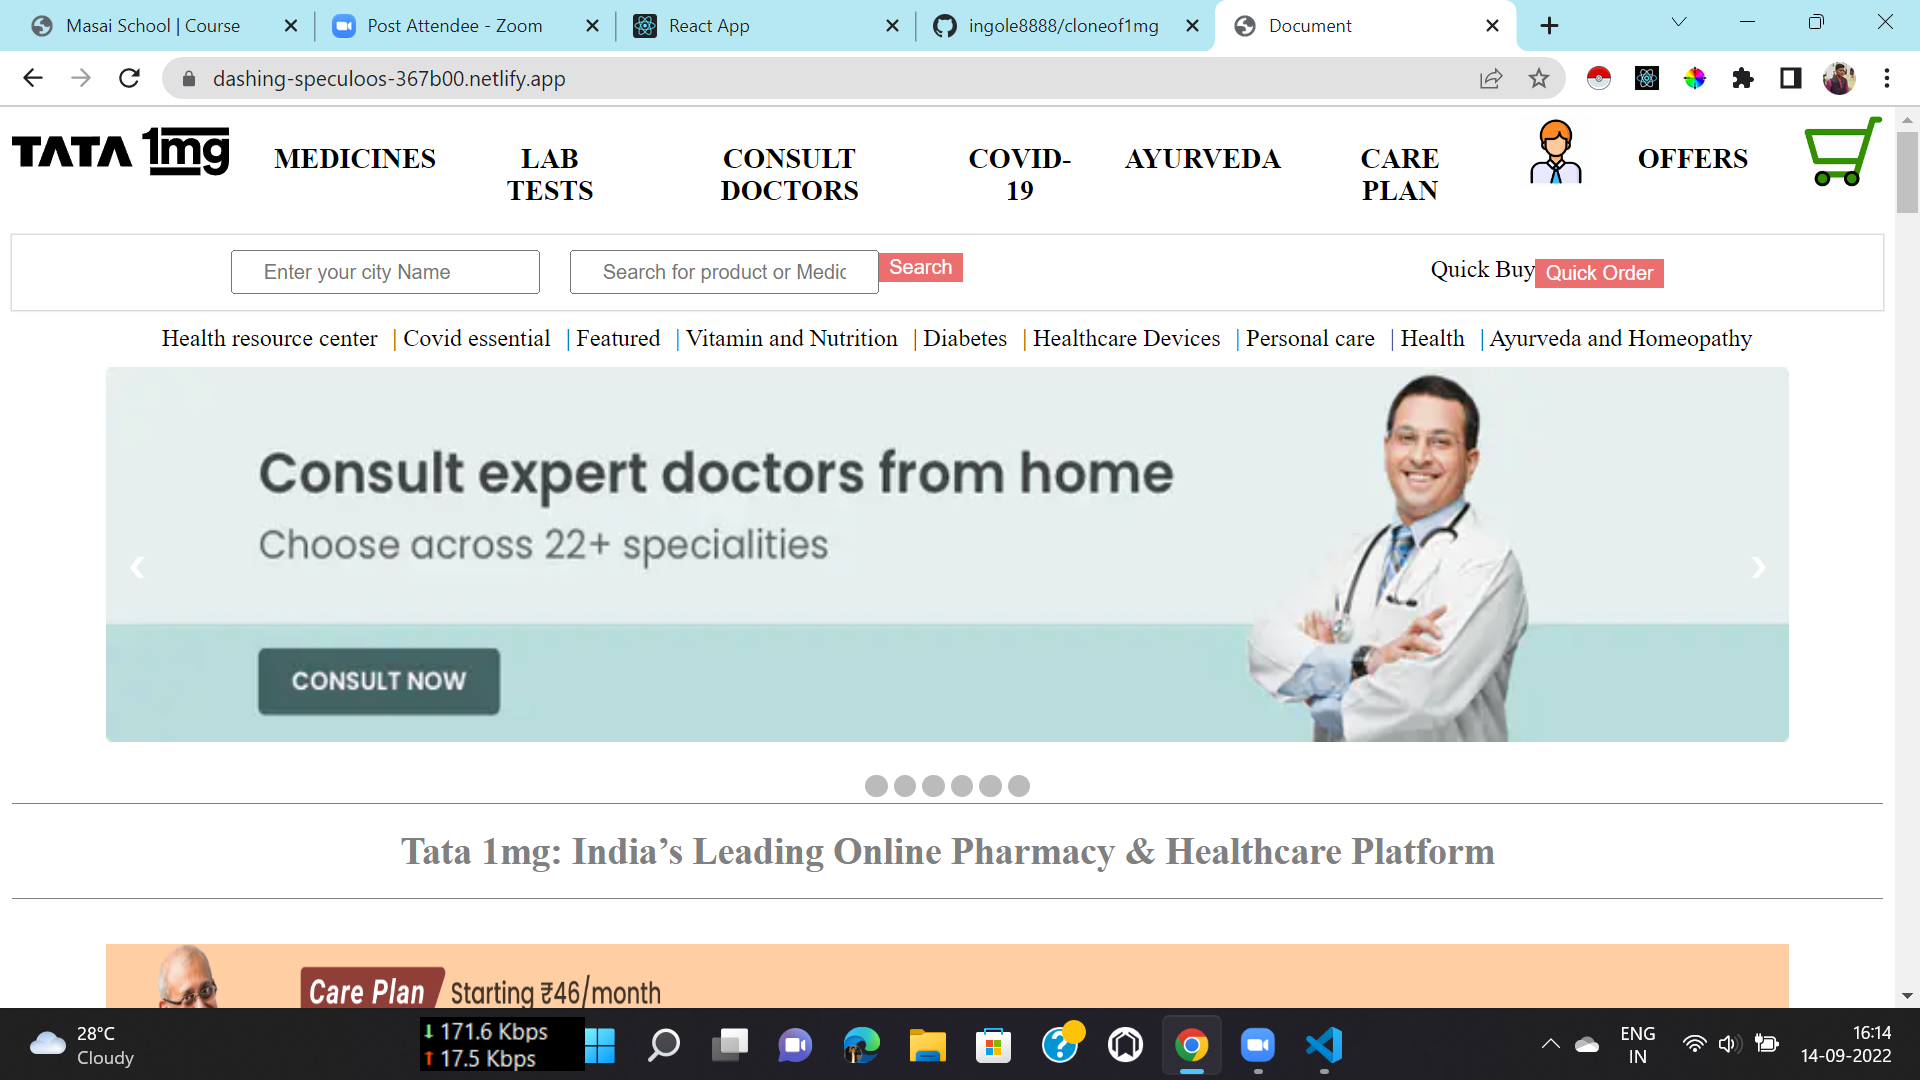 Masai School | Course
Post Attendee - Zoom
React App
ingole8888/cloneof1mg
Document
dashing-speculoos-367b00.netlify.app
TATA 1mg
MEDICINES
LAB
TESTS
CONSULT
DOCTORS
COVID-
19
AYURVEDA
CARE
PLAN
OFFERS
Enter your city Name
Search for product or Medic
Search
Quick Buy
Quick Order
Health resource center | Covid essential | Featured | Vitamin and Nutrition | Diabetes | Healthcare Devices | Personal care | Health | Ayurveda and Homeopathy
Consult expert doctors from home
Choose across 22+ specialities
CONSULT NOW
Tata 1mg: India’s Leading Online Pharmacy & Healthcare Platform
Care Plan Starting ₹46/month
28°C
Cloudy
171.6 Kbps
17.5 Kbps
ENG
IN
16:14
14-09-2022